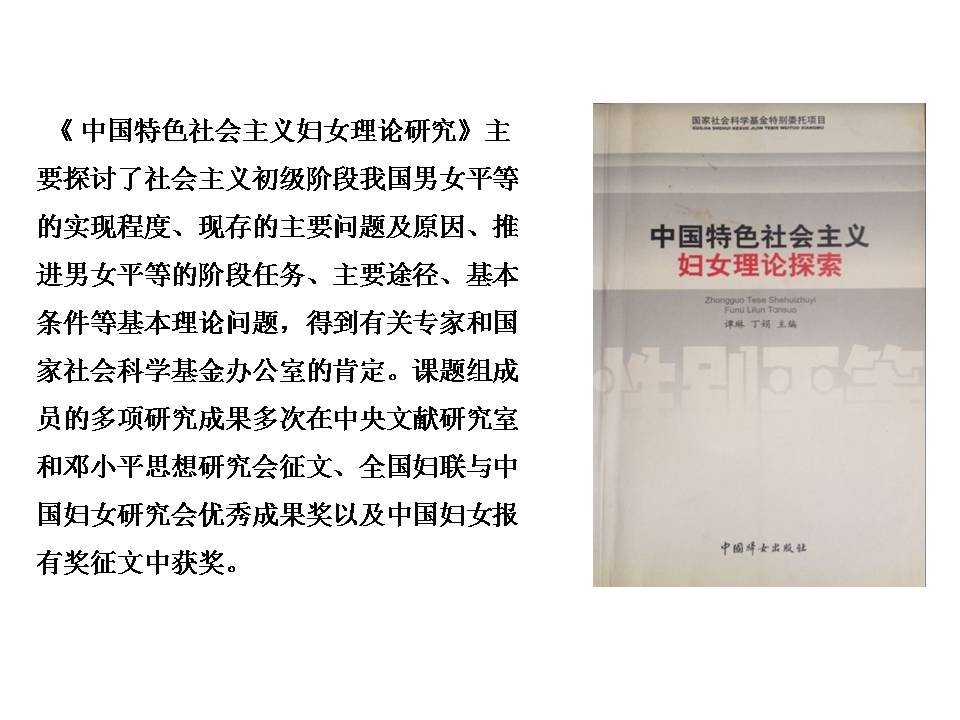 《 中国特色社会主义妇女理论研究》主
要探讨了社会主义初级阶段我国男女平等
的实现程度、现存的主要问题及原因、推
进男女平等的阶段任务、主要途径、基本
条件等基本理论问题，得到有关专家和国
家社会科学基金办公室的肯定。课题组成
员的多项研究成果多次在中央文献研究室
和邓小平思想研究会征文、全国妇联与中
国妇女研究会优秀成果奖以及中国妇女报
有奖征文中获奖。
国家社会科学基金特别委托项目
GUOJIA SHEHUI KEXUE JIJIN TEBIE WEITUO XIANGMU
中国特色社会主义
妇女理论探索
Zhongguo Tese Shehuizhuyi
Funü Lilun Tansuo
谭琳 丁娟 主编
性别平等
中国妇女出版社